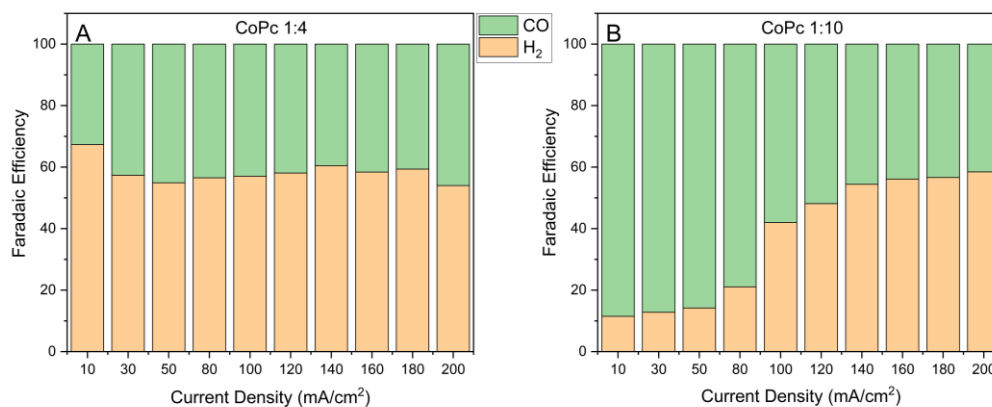 A
CoPc 1:4
CO
H₂
B
CoPc 1:10
Faradaic Efficiency
100
80
60
40
20
0
10 30 50 80 100 120 140 160 180 200
Current Density (mA/cm²)
Faradaic Efficiency
100
80
60
40
20
0
10 30 50 80 100 120 140 160 180 200
Current Density (mA/cm²)